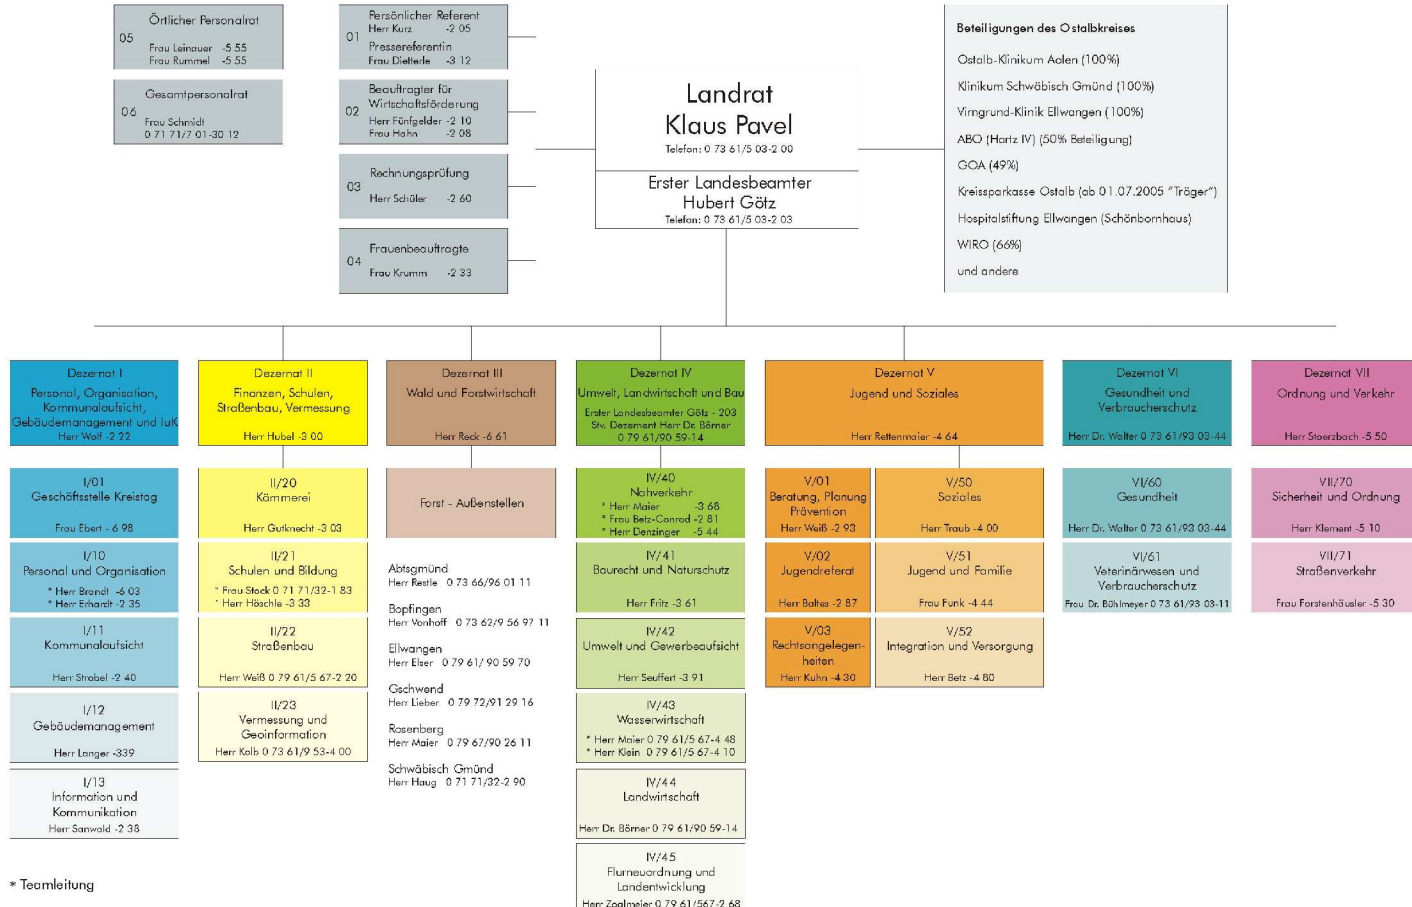 Örtlicher Personalrat
05
Frau Leinauer -5 55
Frau Rummel -5 55
Gesamtpersonalrat
06
Frau Schmidt
0 71 71/7 01-30 12
Persönlicher Referent
Herr Kurz -2 05
01
Pressereferentin
Frau Dietterle -3 12
Beauftragter für
Wirtschaftsförderung
02
Herr Fünfgelder -2 10
Frau Hahn -2 08
Rechnungsprüfung
03
Herr Schüler -2 60
Frauenbeauftragte
04
Frau Krumm -2 33
Landrat
Klaus Pavel
Telefon: 0 73 61/5 03-2 00
Erster Landesbeamter
Hubert Götz
Telefon: 0 73 61/5 03-2 03
Beteiligungen des Ostalbkreises
Ostalb-Klinikum Aalen (100%)
Klinikum Schwäbisch Gmünd (100%)
Virngrund-Klinik Ellwangen (100%)
ABO (Hartz IV) (50% Beteiligung)
GOA (49%)
Kreissparkasse Ostalb (ab 01.07.2005 "Träger")
Hospitalstiftung Ellwangen (Schönbornhaus)
WIRO (66%)
und andere
Dezernat I
Personal, Organisation,
Kommunalaufsicht,
Gebäudemanagement und IuK
Herr Wolf -2 22
I/01
Geschäftsstelle Kreistag
Frau Ebert - 6 98
I/10
Personal und Organisation
* Herr Brandt -6 03
* Herr Erhardt -2 35
I/11
Kommunalaufsicht
Herr Strobel -2 40
I/12
Gebäudemanagement
Herr Langer -339
I/13
Information und
Kommunikation
Herr Sanwald -2 38
Dezernat II
Finanzen, Schulen,
Straßenbau, Vermessung
Herr Hubel -3 00
II/20
Kämmerei
Herr Gutknecht -3 03
II/21
Schulen und Bildung
* Frau Stock 0 71 71/32-1 83
* Herr Höschle -3 33
II/22
Straßenbau
Herr Weiß 0 79 61/5 67-2 20
II/23
Vermessung und
Geoinformation
Herr Kolb 0 73 61/9 53-4 00
Dezernat III
Wald und Forstwirtschaft
Herr Reck -6 61
Forst - Außenstellen
Abtsgmünd
Herr Restle 0 73 66/96 01 11
Bopfingen
Herr Vonhoff 0 73 62/9 56 97 11
Ellwangen
Herr Elser 0 79 61/ 90 59 70
Gschwend
Herr Lieber 0 79 72/91 29 16
Rosenberg
Herr Maier 0 79 67/90 26 11
Schwäbisch Gmünd
Herr Haug 0 71 71/32-2 90
Dezernat IV
Umwelt, Landwirtschaft und Bau
Erster Landesbeamter Götz - 203
Stv. Dezernent Herr Dr. Börner
0 79 61/90 59-14
IV/40
Nahverkehr
* Herr Maier -3 68
* Frau Betz-Conrad -2 81
* Herr Denzinger -5 44
IV/41
Baurecht und Naturschutz
Herr Fritz -3 61
IV/42
Umwelt und Gewerbeaufsicht
Herr Seuffert -3 91
IV/43
Wasserwirtschaft
* Herr Maier 0 79 61/5 67-4 48
* Herr Klein 0 79 61/5 67-4 10
IV/44
Landwirtschaft
Herr Dr. Börner 0 79 61/90 59-14
IV/45
Flurneuordnung und
Landentwicklung
Herr Zoglmeier 0 79 61/567-2 68
Dezernat V
Jugend und Soziales
Herr Rettenmaier -4 64
V/01
Beratung, Planung
Prävention
Herr Weiß -2 93
V/02
Jugendreferat
Herr Baltes -2 87
V/03
Rechtsangelegen-
heiten
Herr Kuhn -4 30
V/50
Soziales
Herr Traub -4 00
V/51
Jugend und Familie
Frau Funk -4 44
V/52
Integration und Versorgung
Herr Betz -4 80
Dezernat VI
Gesundheit und
Verbraucherschutz
Herr Dr. Walter 0 73 61/93 03-44
VI/60
Gesundheit
Herr Dr. Walter 0 73 61/93 03-44
VI/61
Veterinärwesen und
Verbraucherschutz
Frau Dr. Bühlmeyer 0 73 61/93 03-11
Dezernat VII
Ordnung und Verkehr
Herr Stoerzbach -5 50
VII/70
Sicherheit und Ordnung
Herr Klement -5 10
VII/71
Straßenverkehr
Frau Forstenhäusler -5 30
* Teamleitung